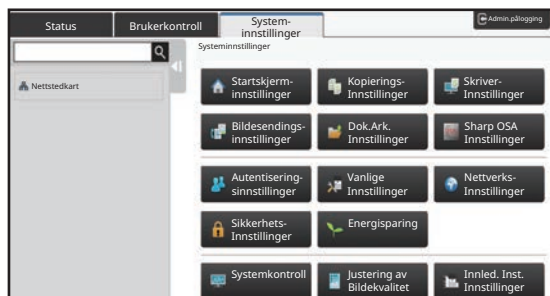 Status
Brukerkontroll
System-
innstillinger
Admin.pålogging
Systeminnstillinger
Nettstedkart
Startskjerm-
innstillinger
Kopierings-
Innstillinger
Skriver-
Innstillinger
Bildesendings-
innstillinger
Dok.Ark.
Innstillinger
Sharp OSA
Innstillinger
Autentisering-
sinnstillinger
Vanlige
Innstillinger
Nettverks-
Innstillinger
Sikkerhets-
Innstillinger
Energisparing
Systemkontroll
Justering av
Bildekvalitet
Innled. Inst.
Innstillinger